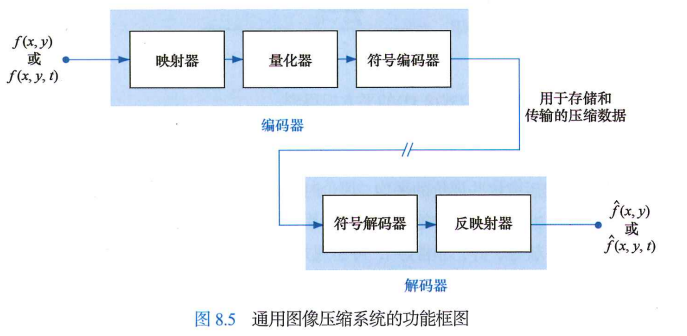 f(x, y)
或
f(x, y, t)
映射器
量化器
符号编码器
编码器
用于存储和
传输的压缩数据
符号解码器
反映射器
f̂(x, y)
或
f̂(x, y, t)
解码器
图 8.5 通用图像压缩系统的功能框图